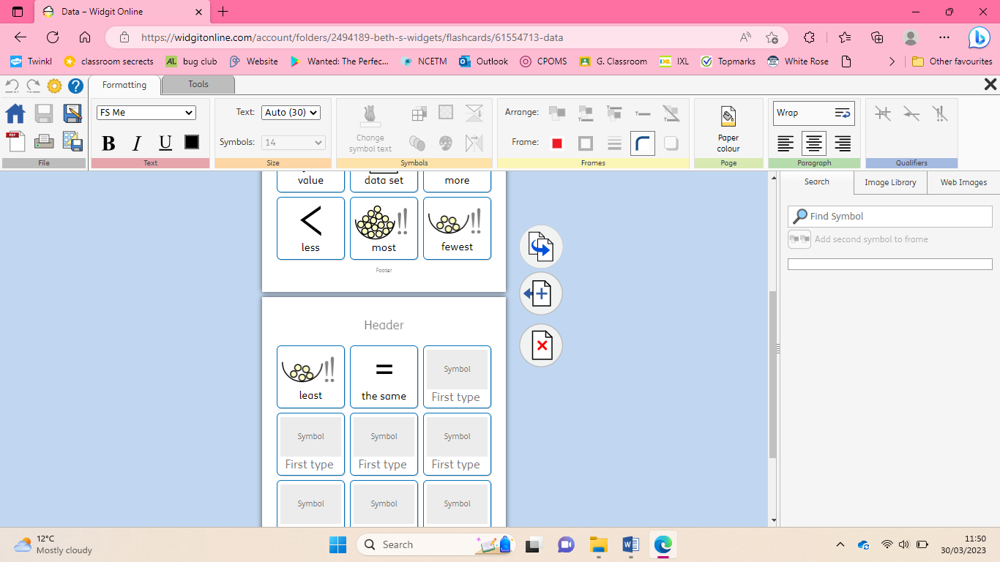 Data – Widgit Online
https://widgitonline.com/account/folders/2494189-beth-s-widgets/flashcards/61554713-data
Twinkl classroom secrects AL bug club Website Wanted: The Perfec... NCETM Outlook CPOMS G. Classroom IXL IXL Topmarks White Rose Other favourites
Formatting Tools
FS Me Text: Auto (30) Arrange: Wrap
PDF B I U Symbols: 14 Change symbol text Frame: Paper colour
File Text Size Symbols Frames Page Paragraph Qualifiers
Search Image Library Web Images
value data set more
Find Symbol
Add second symbol to frame
< !! !!
less most fewest
Footer
Header
!! = Symbol
least the same First type
Symbol Symbol Symbol
First type First type First type
Symbol Symbol Symbol
12°C
Mostly cloudy
Search
11:50
30/03/2023